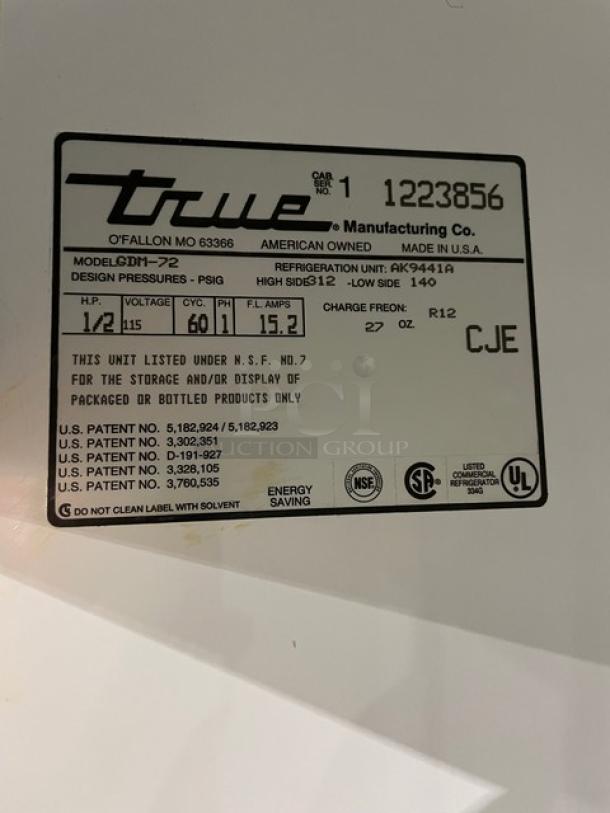 true ® Manufacturing Co.
CAB. SER. NO. 1 1223856
O'FALLON MO 63366 AMERICAN OWNED MADE IN U.S.A.
MODEL GDM-72 REFRIGERATION UNIT: AK9441A
DESIGN PRESSURES - PSIG HIGH SIDE 312 -LOW SIDE 140
H.P. VOLTAGE CYC. PH F.L. AMPS CHARGE FREON: R12
1/2 115 60 1 15.2 27 OZ.
CJE
THIS UNIT LISTED UNDER N.S.F. NO.7
FOR THE STORAGE AND/OR DISPLAY OF
PACKAGED OR BOTTLED PRODUCTS ONLY
PCI
AUCTION GROUP
U.S. PATENT NO. 5,182,924 / 5,182,923
U.S. PATENT NO. 3,302,351
U.S. PATENT NO. D-191-927
U.S. PATENT NO. 3,328,105
U.S. PATENT NO. 3,760,535
DO NOT CLEAN LABEL WITH SOLVENT
ENERGY
SAVING
NSF
SA ®
LISTED
COMMERCIAL
REFRIGERATOR
334G
UL